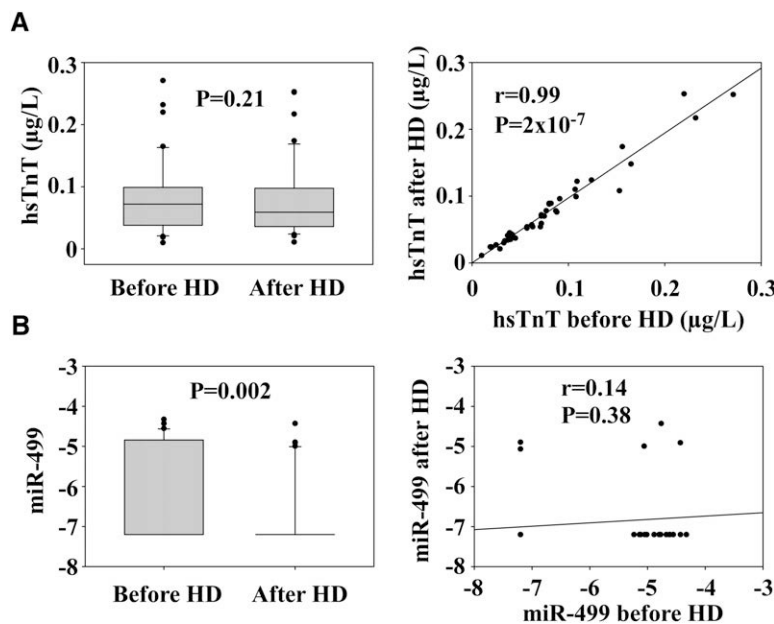 A
hsTnT (µg/L)
0.3
0.2
0.1
0
P=0.21
Before HD
After HD
hsTnT after HD (µg/L)
0.3
0.2
0.1
0
r=0.99
P=2x10-7
0
0.1
0.2
0.3
hsTnT before HD (µg/L)
B
miR-499
-3
-4
-5
-6
-7
-8
P=0.002
Before HD
After HD
miR-499 after HD
-3
-4
-5
-6
-7
-8
r=0.14
P=0.38
-8
-7
-6
-5
-4
-3
miR-499 before HD